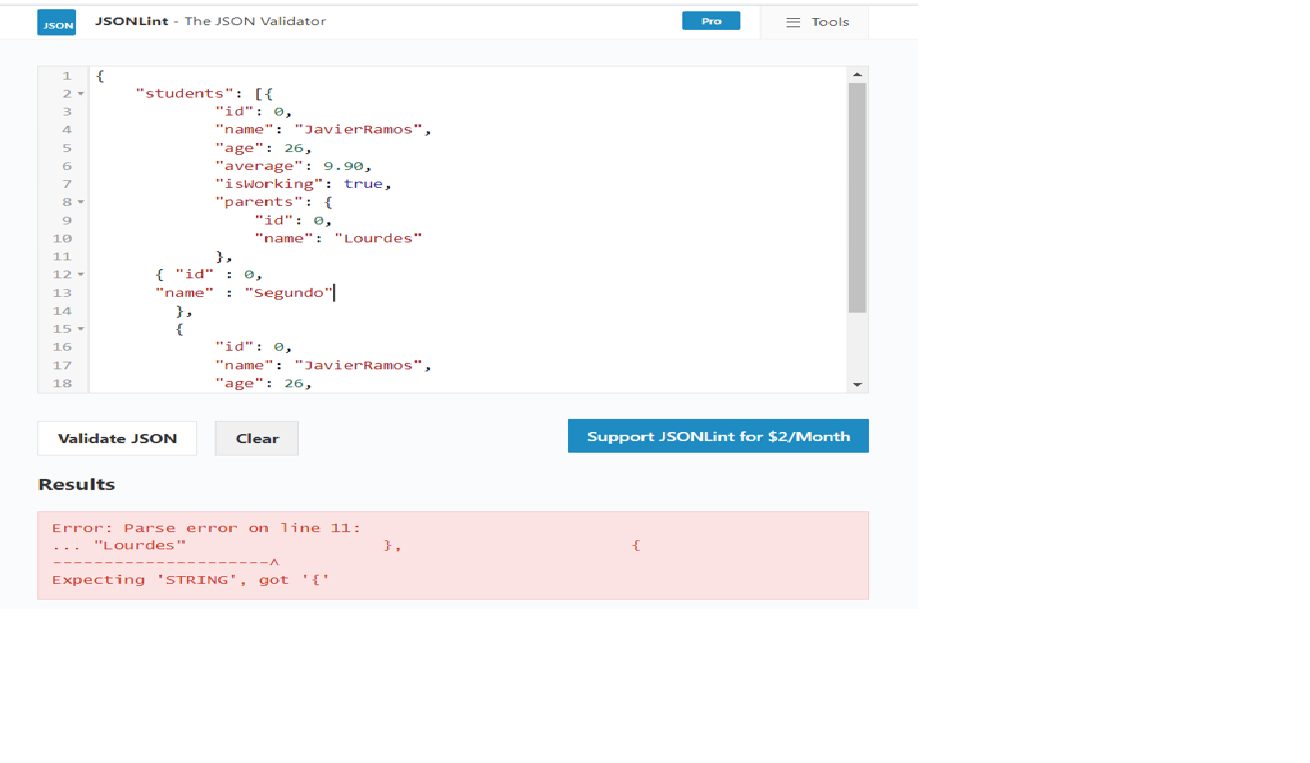 JSON JSONLint - The JSON Validator Pro Tools
1 {
2 "students": [{
3 "id": 0,
4 "name": "JavierRamos",
5 "age": 26,
6 "average": 9.90,
7 "isWorking": true,
8 "parents": {
9 "id": 0,
10 "name": "Lourdes"
11 },
12 { "id" : 0,
13 "name" : "Segundo"
14 },
15 {
16 "id": 0,
17 "name": "JavierRamos",
18 "age": 26,
Validate JSON Clear Support JSONLint for $2/Month
Results
Error: Parse error on line 11:
... "Lourdes" }, {
---------------------^
Expecting 'STRING', got '{'